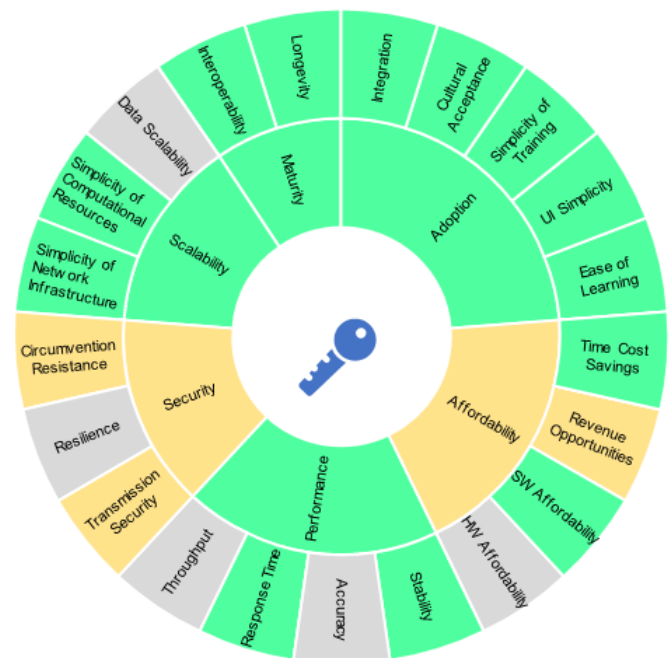 Integration
Cultural
Acceptance
Simplicity of
Training
UI Simplicity
Ease of
Learning
Time Cost
Savings
Revenue
Opportunities
SW Affordability
HW Affordability
Stability
Accuracy
Response Time
Throughput
Transmission
Security
Resilience
Circumvention
Resistance
Simplicity of
Network
Infrastructure
Simplicity of
Computational
Resources
Data Scalability
Interoperability
Longevity
Adoption
Affordability
Performance
Security
Scalability
Maturity